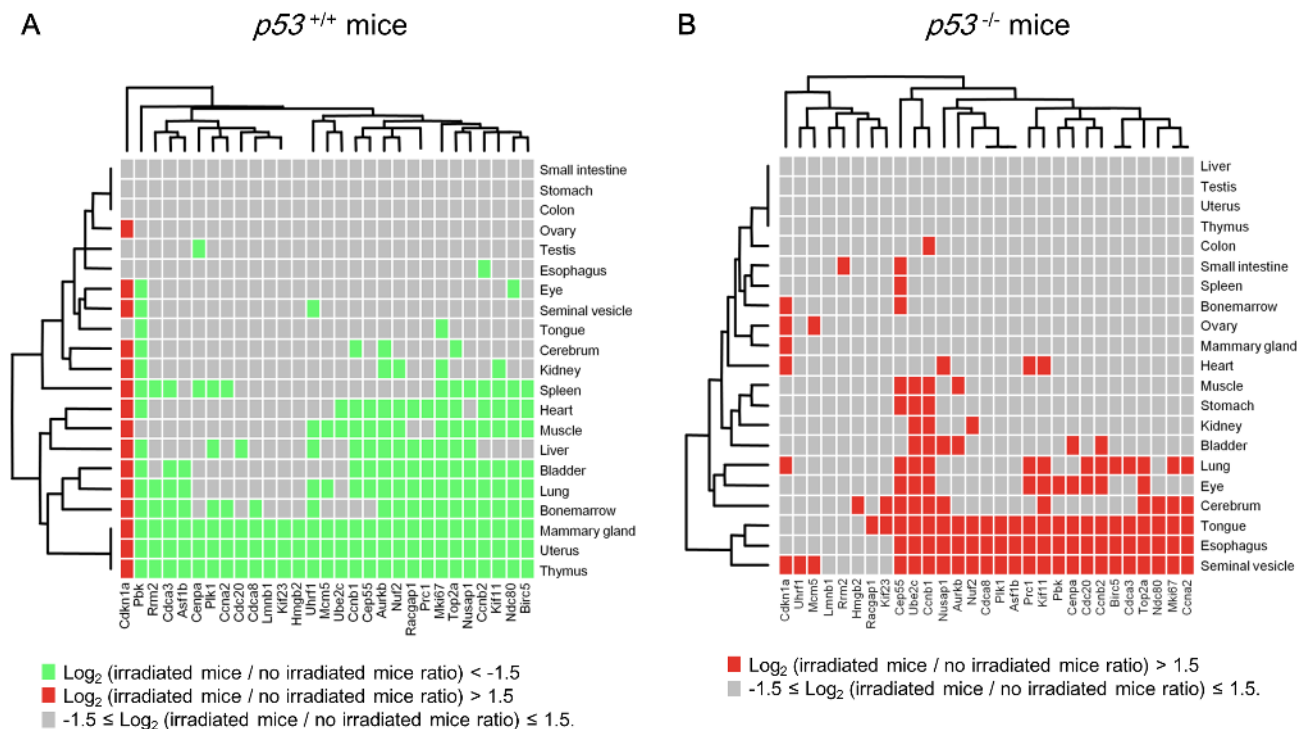 A
p53 +/+ mice
Small intestine
Stomach
Colon
Ovary
Testis
Esophagus
Eye
Seminal vesicle
Tongue
Cerebrum
Kidney
Spleen
Heart
Muscle
Liver
Bladder
Lung
Bonemarrow
Mammary gland
Uterus
Thymus
Cdkn1a
Pbk
Rrm2
Cdca3
Asf1b
Cenpa
Plk1
Ccna2
Cdc20
Cdca8
Lmnb1
Kif23
Hmgb2
Uhrf1
Mcm5
Ube2c
Ccnb1
Cep55
Aurkb
Nuf2
Racgap1
Prc1
Mki67
Top2a
Nusap1
Ccnb2
Kif11
Ndc80
Birc5
Log2 (irradiated mice / no irradiated mice ratio) < -1.5
Log2 (irradiated mice / no irradiated mice ratio) > 1.5
-1.5 ≤ Log2 (irradiated mice / no irradiated mice ratio) ≤ 1.5.
B
p53 -/- mice
Liver
Testis
Uterus
Thymus
Colon
Small intestine
Spleen
Bonemarrow
Ovary
Mammary gland
Heart
Muscle
Stomach
Kidney
Bladder
Lung
Eye
Cerebrum
Tongue
Esophagus
Seminal vesicle
Cdkn1a
Uhrf1
Mcm5
Lmnb1
Rrm2
Hmgb2
Racgap1
Kif23
Cep55
Ube2c
Ccnb1
Nusap1
Aurkb
Nuf2
Cdca8
Plk1
Asf1b
Prc1
Kif11
Pbk
Cenpa
Cdc20
Ccnb2
Birc5
Cdca3
Top2a
Ndc80
Mki67
Ccna2
Log2 (irradiated mice / no irradiated mice ratio) > 1.5
-1.5 ≤ Log2 (irradiated mice / no irradiated mice ratio) ≤ 1.5.